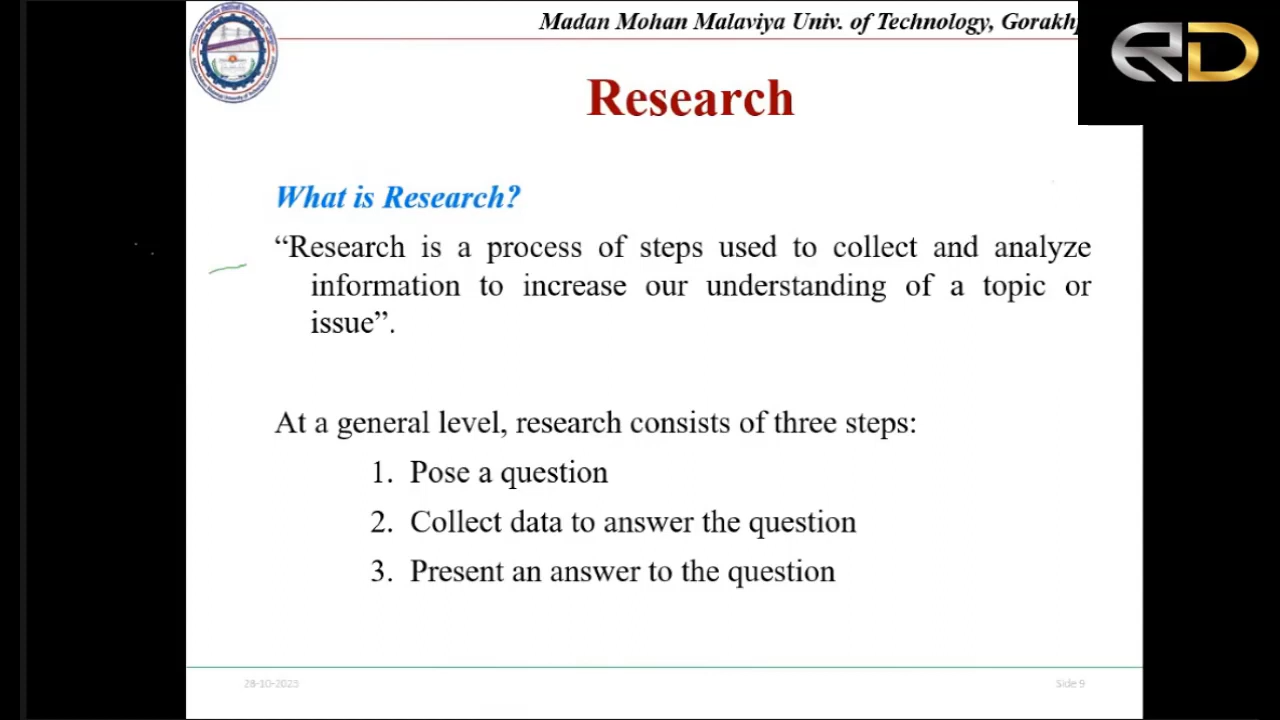 Madan Mohan Malaviya Univ. of Technology, Gorakhp
RD
Research
What is Research?
“Research is a process of steps used to collect and analyze
information to increase our understanding of a topic or
issue”.
At a general level, research consists of three steps:
1. Pose a question
2. Collect data to answer the question
3. Present an answer to the question
28-10-2023
Side 9